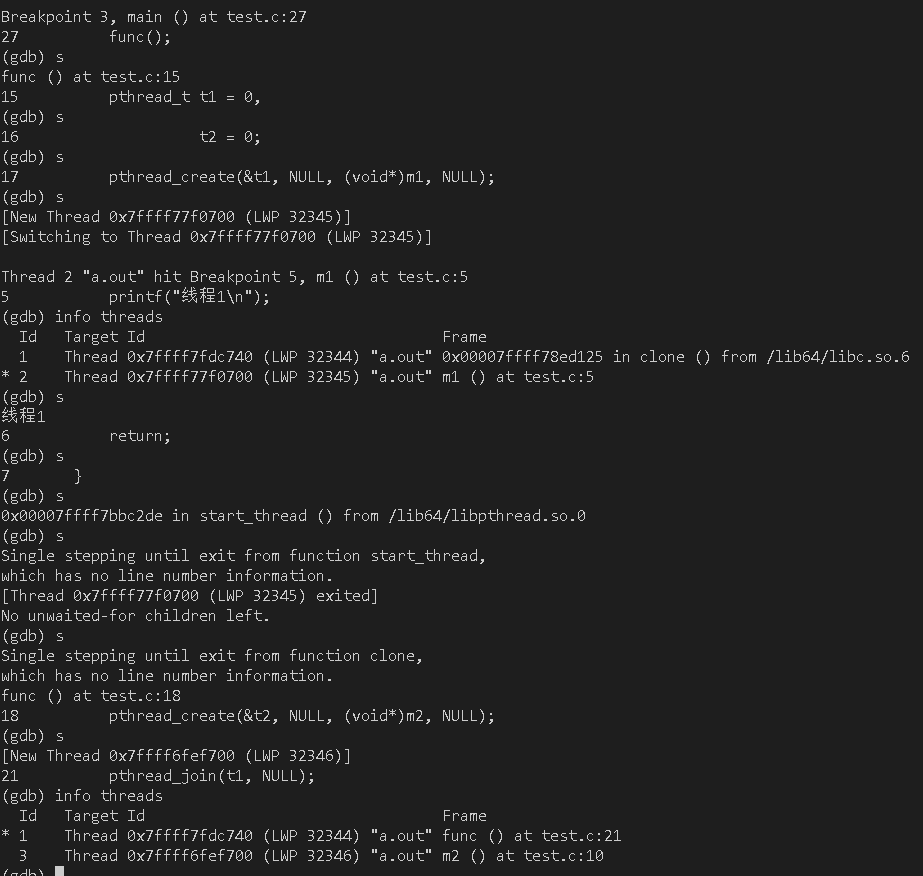 Breakpoint 3, main () at test.c:27
27          func();
(gdb) s
func () at test.c:15
15          pthread_t t1 = 0,
(gdb) s
16                    t2 = 0;
(gdb) s
17          pthread_create(&t1, NULL, (void*)m1, NULL);
(gdb) s
[New Thread 0x7ffff77f0700 (LWP 32345)]
[Switching to Thread 0x7ffff77f0700 (LWP 32345)]

Thread 2 "a.out" hit Breakpoint 5, m1 () at test.c:5
5           printf("线程1\n");
(gdb) info threads
  Id   Target Id                                 Frame
  1    Thread 0x7ffff7fdc740 (LWP 32344) "a.out" 0x00007ffff78ed125 in clone () from /lib64/libc.so.6
* 2    Thread 0x7ffff77f0700 (LWP 32345) "a.out" m1 () at test.c:5
(gdb) s
线程1
6           return;
(gdb) s
7       }
(gdb) s
0x00007ffff7bbc2de in start_thread () from /lib64/libpthread.so.0
(gdb) s
Single stepping until exit from function start_thread,
which has no line number information.
[Thread 0x7ffff77f0700 (LWP 32345) exited]
No unwaited-for children left.
(gdb) s
Single stepping until exit from function clone,
which has no line number information.
func () at test.c:18
18          pthread_create(&t2, NULL, (void*)m2, NULL);
(gdb) s
[New Thread 0x7ffff6fef700 (LWP 32346)]
21          pthread_join(t1, NULL);
(gdb) info threads
  Id   Target Id                                 Frame
* 1    Thread 0x7ffff7fdc740 (LWP 32344) "a.out" func () at test.c:21
  3    Thread 0x7ffff6fef700 (LWP 32346) "a.out" m2 () at test.c:10
(gdb)